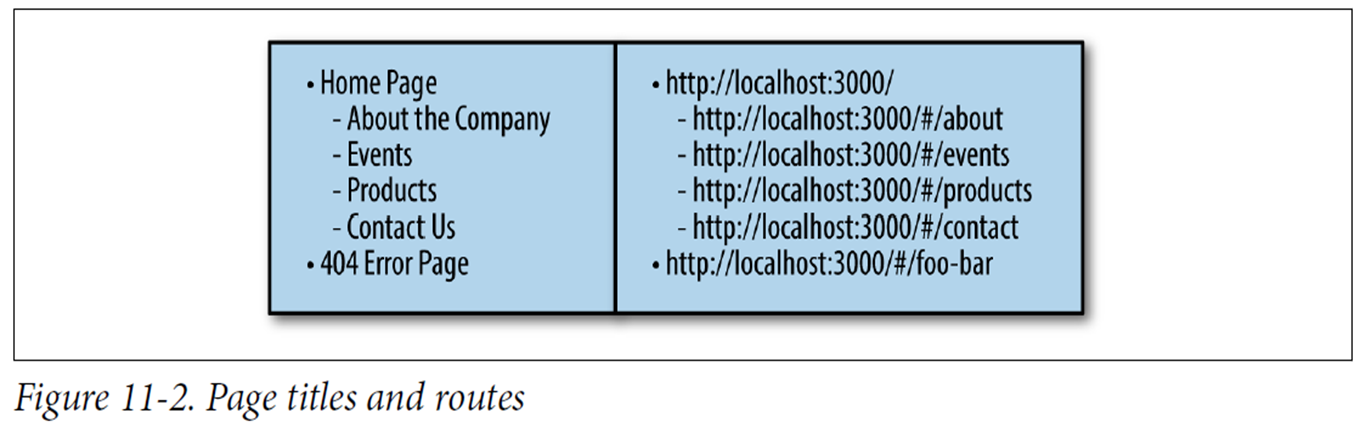 • Home Page
- About the Company
- Events
- Products
- Contact Us
• 404 Error Page
• http://localhost:3000/
- http://localhost:3000/#/about
- http://localhost:3000/#/events
- http://localhost:3000/#/products
- http://localhost:3000/#/contact
• http://localhost:3000/#/foo-bar
Figure 11-2. Page titles and routes